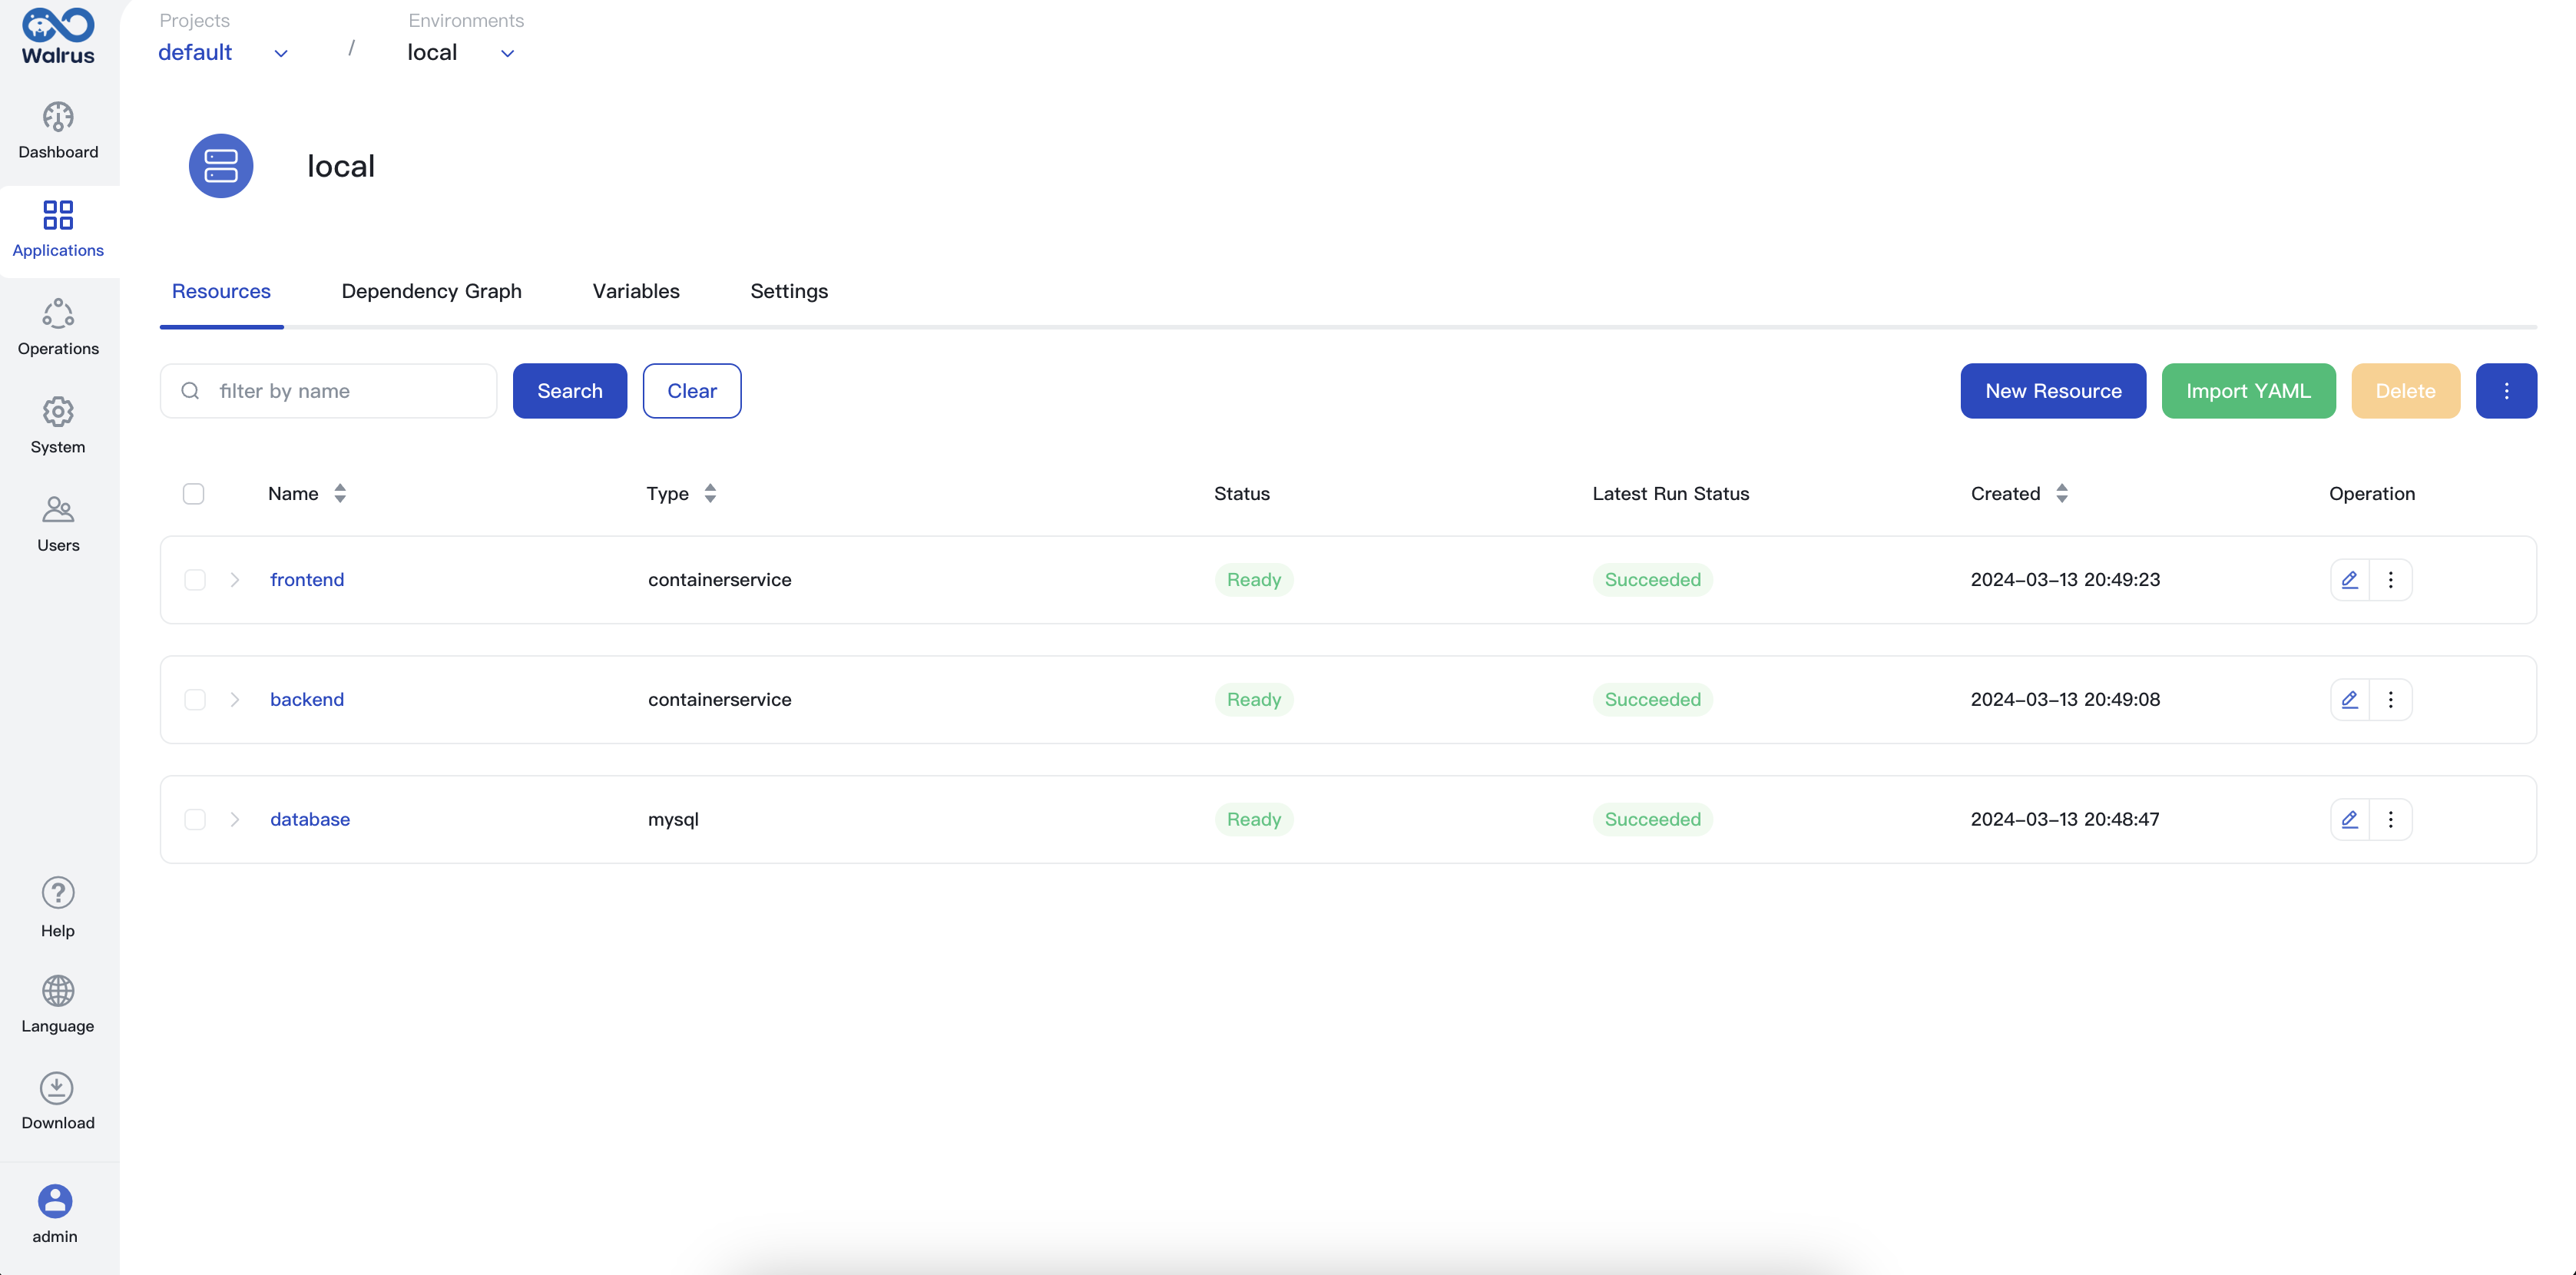 Walrus
Dashboard
Applications
Operations
System
Users
Help
Language
Download
admin
Projects Environments
default / local
local
Resources Dependency Graph Variables Settings
filter by name Search Clear New Resource Import YAML Delete
Name Type Status Latest Run Status Created Operation
frontend containerservice Ready Succeeded 2024-03-13 20:49:23
backend containerservice Ready Succeeded 2024-03-13 20:49:08
database mysql Ready Succeeded 2024-03-13 20:48:47